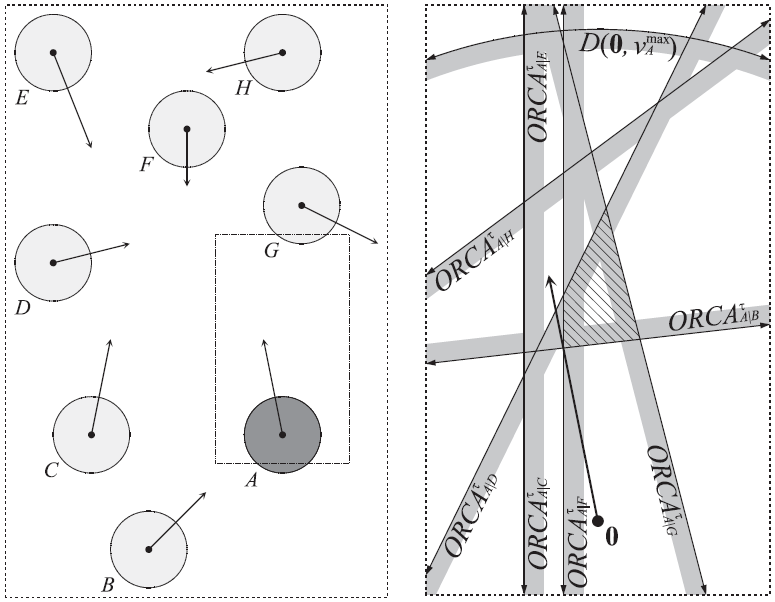 E
H
F
G
D
C
A
B
D(0, v_A^max)
ORCA^τ_A|E
ORCA^τ_A|H
ORCA^τ_A|B
ORCA^τ_A|D
ORCA^τ_A|C
ORCA^τ_A|F
ORCA^τ_A|G
0